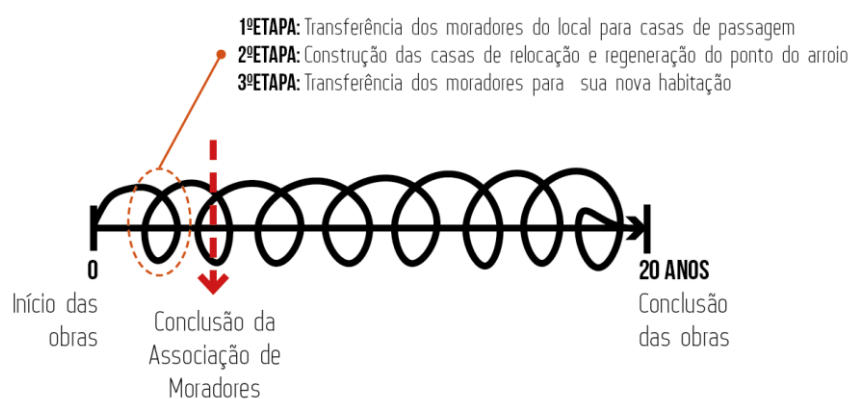 1ºETAPA: Transferência dos moradores do local para casas de passagem
2ºETAPA: Construção das casas de relocação e regeneração do ponto do arroio
3ºETAPA: Transferência dos moradores para sua nova habitação
0
Início das
obras
Conclusão da
Associação de
Moradores
20 ANOS
Conclusão
das obras